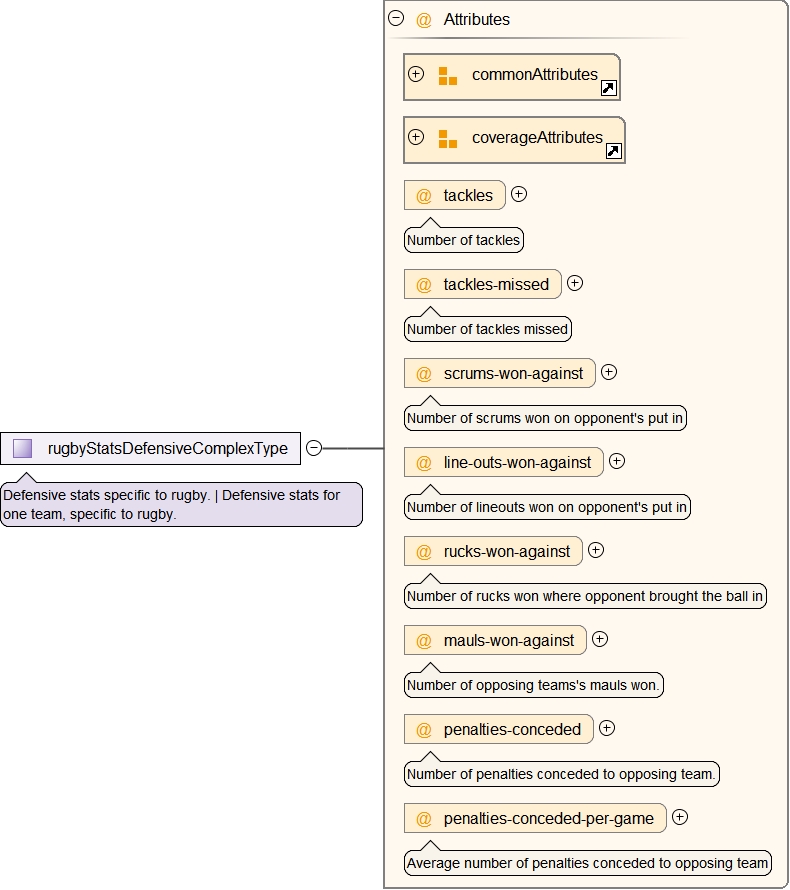 @ Attributes
commonAttributes
coverageAttributes
@ tackles
Number of tackles
@ tackles-missed
Number of tackles missed
@ scrums-won-against
Number of scrums won on opponent's put in
rugbyStatsDefensiveComplexType
Defensive stats specific to rugby. | Defensive stats for
one team, specific to rugby.
@ line-outs-won-against
Number of lineouts won on opponent's put in
@ rucks-won-against
Number of rucks won where opponent brought the ball in
@ mauls-won-against
Number of opposing teams's mauls won.
@ penalties-conceded
Number of penalties conceded to opposing team.
@ penalties-conceded-per-game
Average number of penalties conceded to opposing team